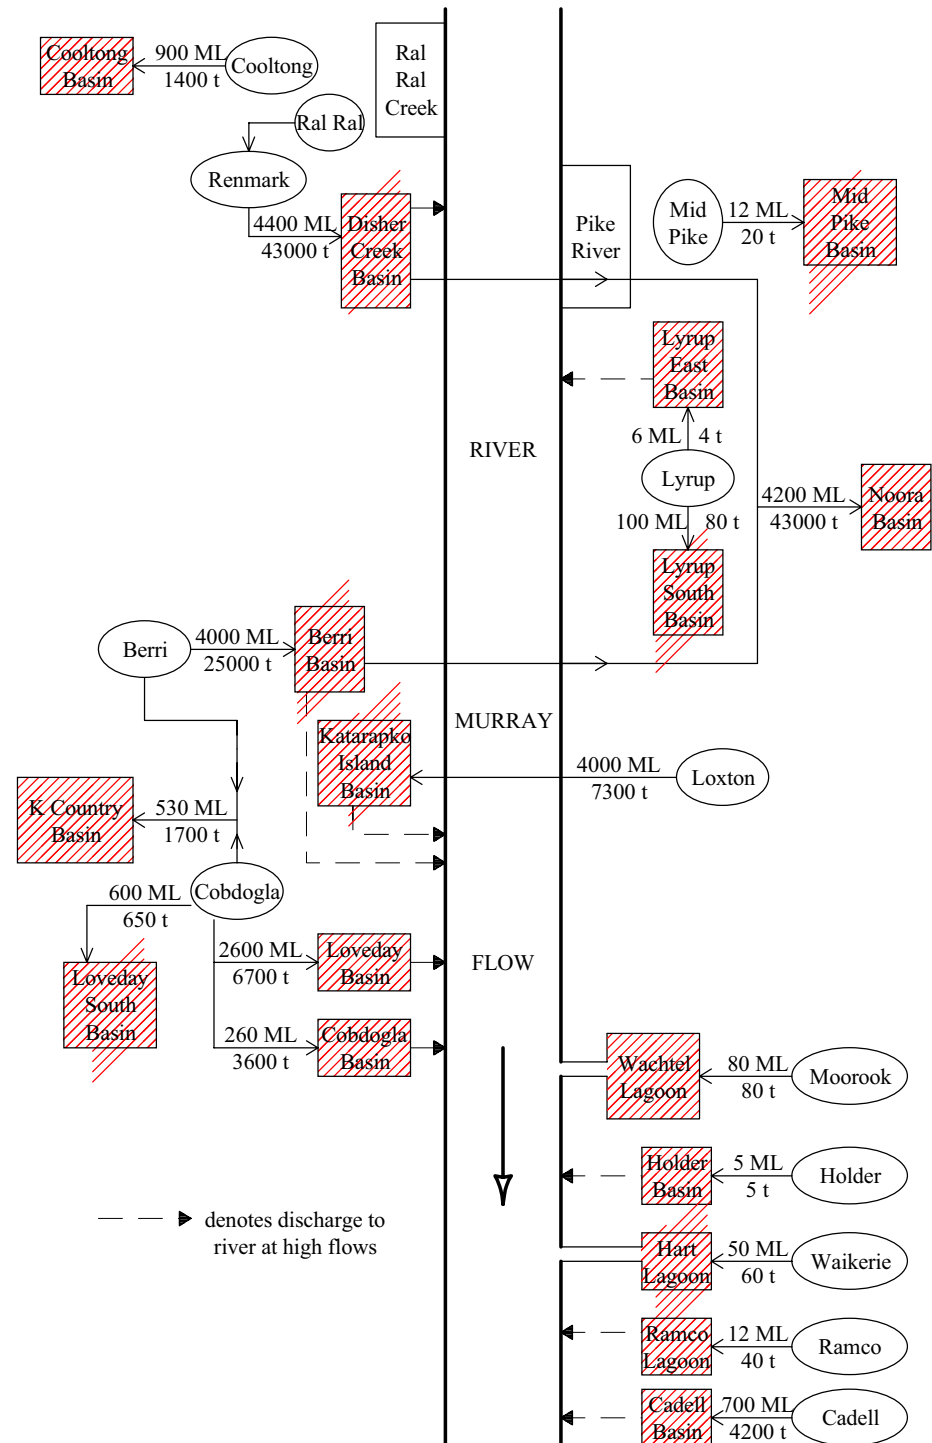 Ral
Ral
Creek
Cooltong
Basin
900 ML
1400 t
Cooltong
Ral Ral
Renmark
4400 ML
43000 t
Disher
Creek
Basin
Pike
River
Mid
Pike
12 ML
20 t
Mid
Pike
Basin
Lyrup
East
Basin
6 ML 4 t
RIVER
Lyrup
100 ML 80 t
Lyrup
South
Basin
4200 ML
43000 t
Noora
Basin
Berri
4000 ML
25000 t
Berri
Basin
MURRAY
Katarapko
Island
Basin
4000 ML
7300 t
Loxton
K Country
Basin
530 ML
1700 t
Cobdogla
600 ML
650 t
Loveday
South
Basin
2600 ML
6700 t
Loveday
Basin
FLOW
260 ML
3600 t
Cobdogla
Basin
Wachtel
Lagoon
80 ML
80 t
Moorook
Holder
Basin
5 ML
5 t
Holder
denotes discharge to
river at high flows
Hart
Lagoon
50 ML
60 t
Waikerie
Ramco
Lagoon
12 ML
40 t
Ramco
Cadell
Basin
700 ML
4200 t
Cadell